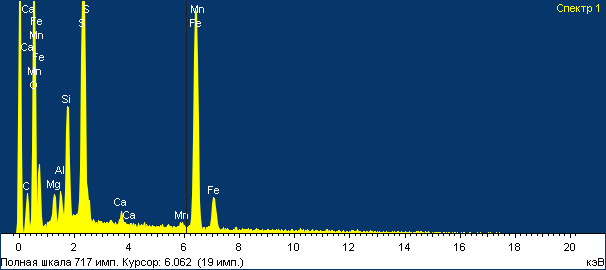 Спектр 1
Ca
S
Mn
Fe
S
Fe
Mn
Ca
Fe
Mn
O
Si
Al
Mg
C
Ca
Ca
Mn
Fe
0 2 4 6 8 10 12 14 16 18 20
Полная шкала 717 имп. Курсор: 6.062 (19 имп.) кэВ